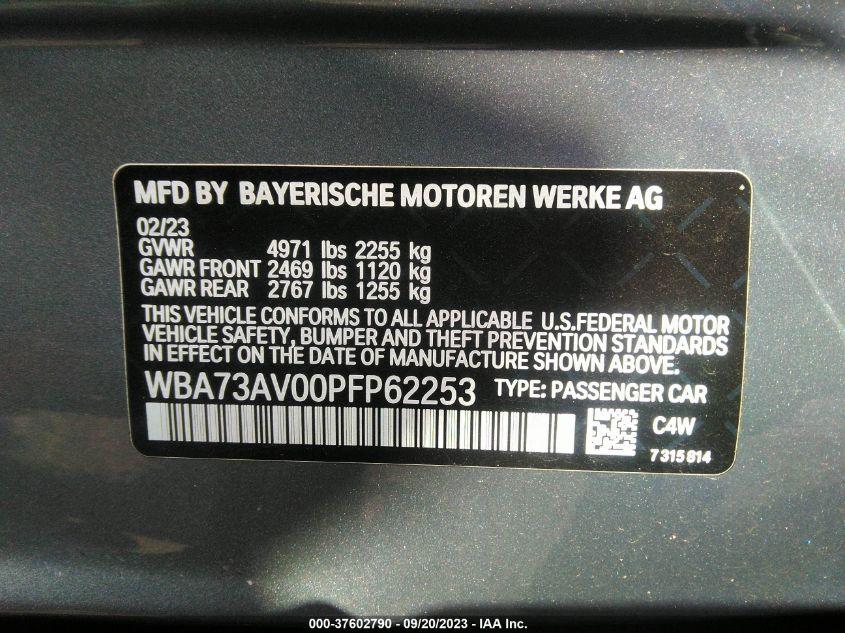 MFD BY BAYERISCHE MOTOREN WERKE AG
02/23
GVWR 4971 lbs 2255 kg
GAWR FRONT 2469 lbs 1120 kg
GAWR REAR 2767 lbs 1255 kg
THIS VEHICLE CONFORMS TO ALL APPLICABLE U.S.FEDERAL MOTOR
VEHICLE SAFETY, BUMPER AND THEFT PREVENTION STANDARDS
IN EFFECT ON THE DATE OF MANUFACTURE SHOWN ABOVE.
WBA73AV00PFP62253 TYPE: PASSENGER CAR
C4W
7315814
000-37602790 - 09/20/2023 - IAA Inc.